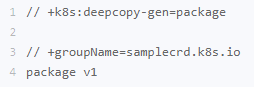 1 // +k8s:deepcopy-gen=package
2
3 // +groupName=samplecrd.k8s.io
4 package v1